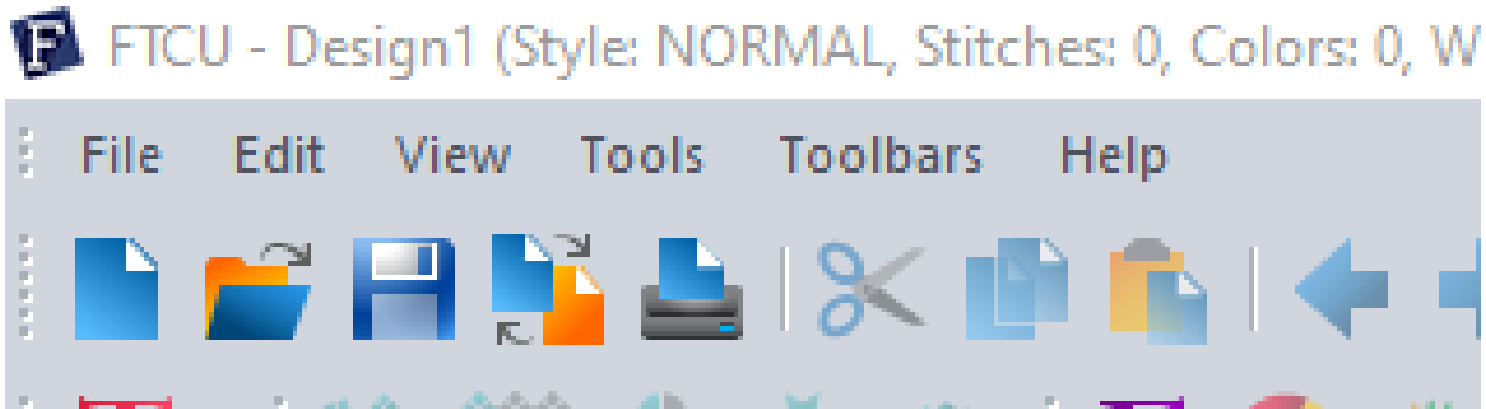 F FTCU - Design1 (Style: NORMAL, Stitches: 0, Colors: 0, W
File Edit View Tools Toolbars Help